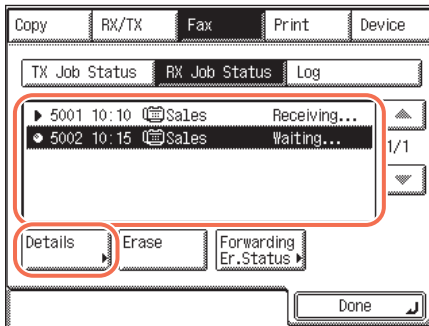 Copy RX/TX Fax Print Device
TX Job Status RX Job Status Log
5001 10:10 Sales Receiving...
5002 10:15 Sales Waiting...
1/1
Details Erase Forwarding
Er.Status
Done